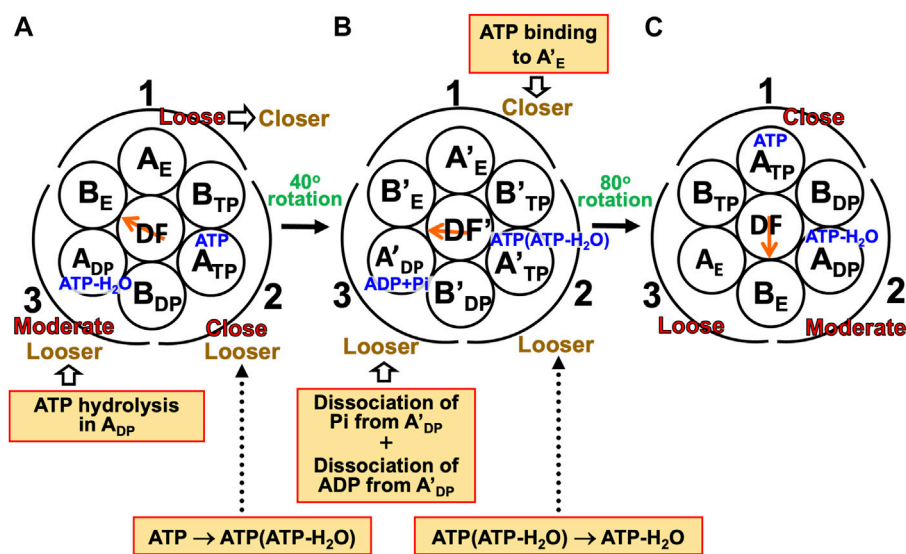 A
B
C
ATP binding
to A'E
1
Loose
Closer
AE
BE
BTP
DF
ATP
ATP
ADP
ATP-H2O
BDP
3
2
Moderate
Looser
Close
Looser
40o
rotation
1
Closer
A'E
B'E
B'TP
DF'
ATP(ATP-H2O)
A'DP
ADP+Pi
A'TP
B'DP
3
2
Looser
Looser
80o
rotation
1
Close
ATP
ATP
BTP
BDP
DF
ATP-H2O
AE
ADP
BE
3
2
Loose
Moderate
ATP hydrolysis
in ADP
Dissociation of
Pi from A'DP
+
Dissociation of
ADP from A'DP
ATP → ATP(ATP-H2O)
ATP(ATP-H2O) → ATP-H2O